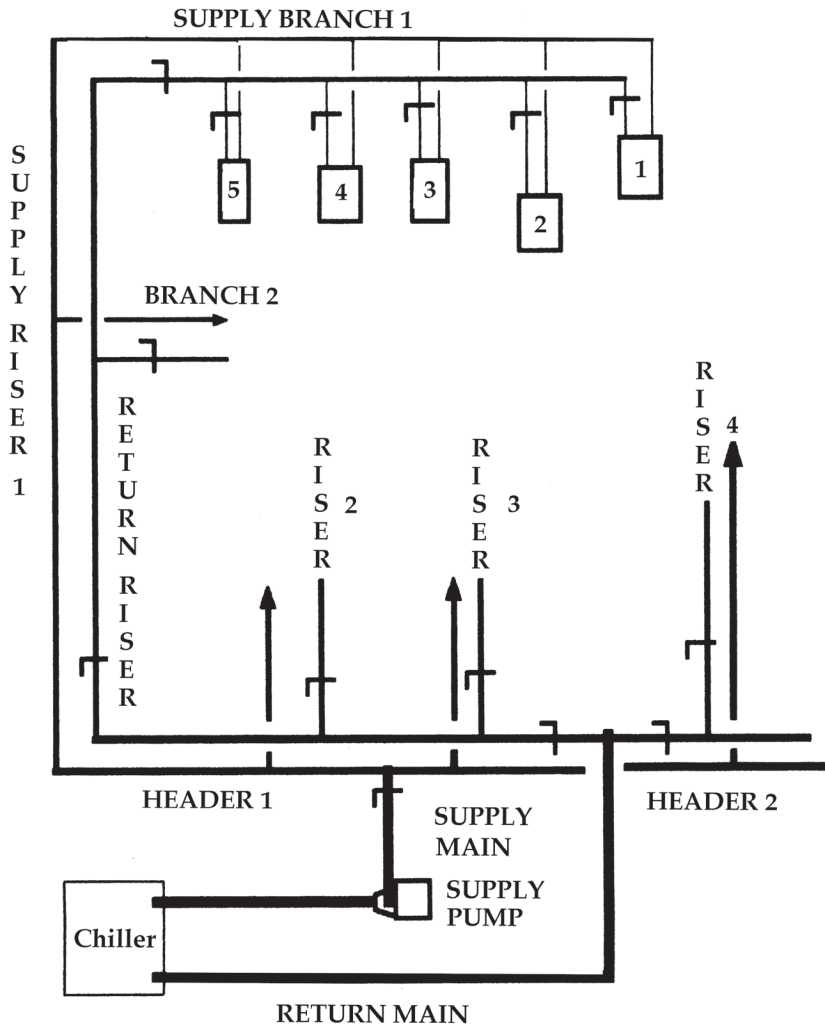 SUPPLY BRANCH 1
5
4
3
2
1
SUPPLY RISER 1
BRANCH 2
RETURN RISER
RISER 2
RISER 3
RISER 4
HEADER 1
HEADER 2
SUPPLY
MAIN
SUPPLY
PUMP
Chiller
RETURN MAIN